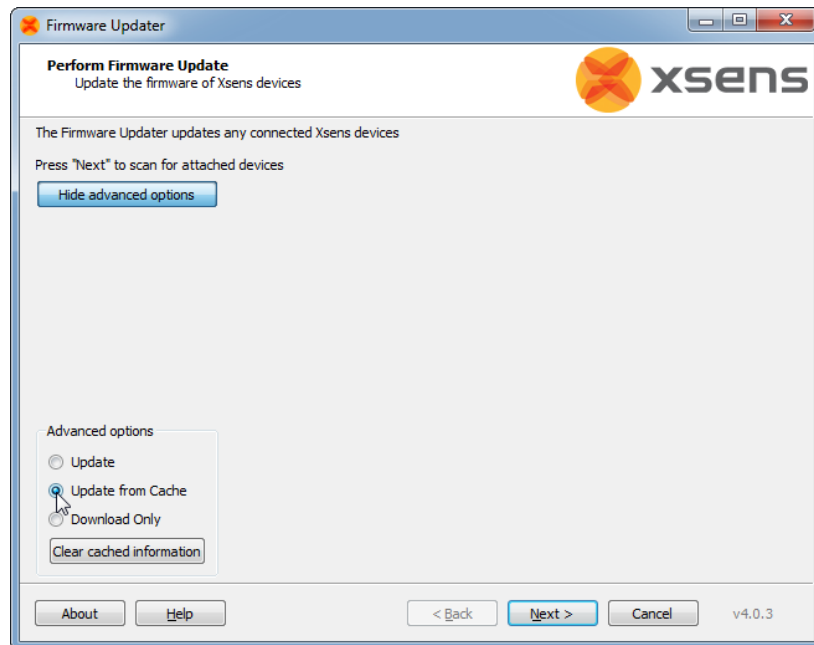 Firmware Updater
Perform Firmware Update
Update the firmware of Xsens devices
xsens
The Firmware Updater updates any connected Xsens devices
Press "Next" to scan for attached devices
Hide advanced options
Advanced options
Update
Update from Cache
Download Only
Clear cached information
About Help < Back Next > Cancel v4.0.3